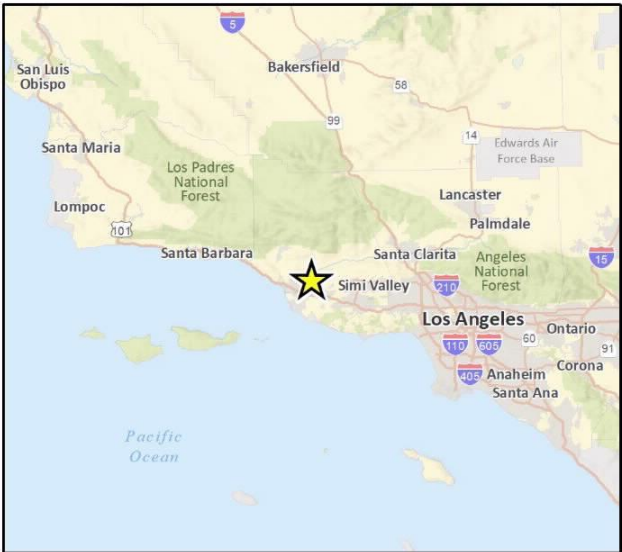 5
San Luis
Obispo
Bakersfield
58
99
14
Edwards Air
Force Base
Santa Maria
Los Padres
National
Forest
Lancaster
Lompoc
Palmdale
101
Santa Barbara
Santa Clarita
Angeles
National
Forest
15
Simi Valley
210
Los Angeles
Ontario
110
605
60
91
405
Anaheim
Corona
Santa Ana
Pacific
Ocean